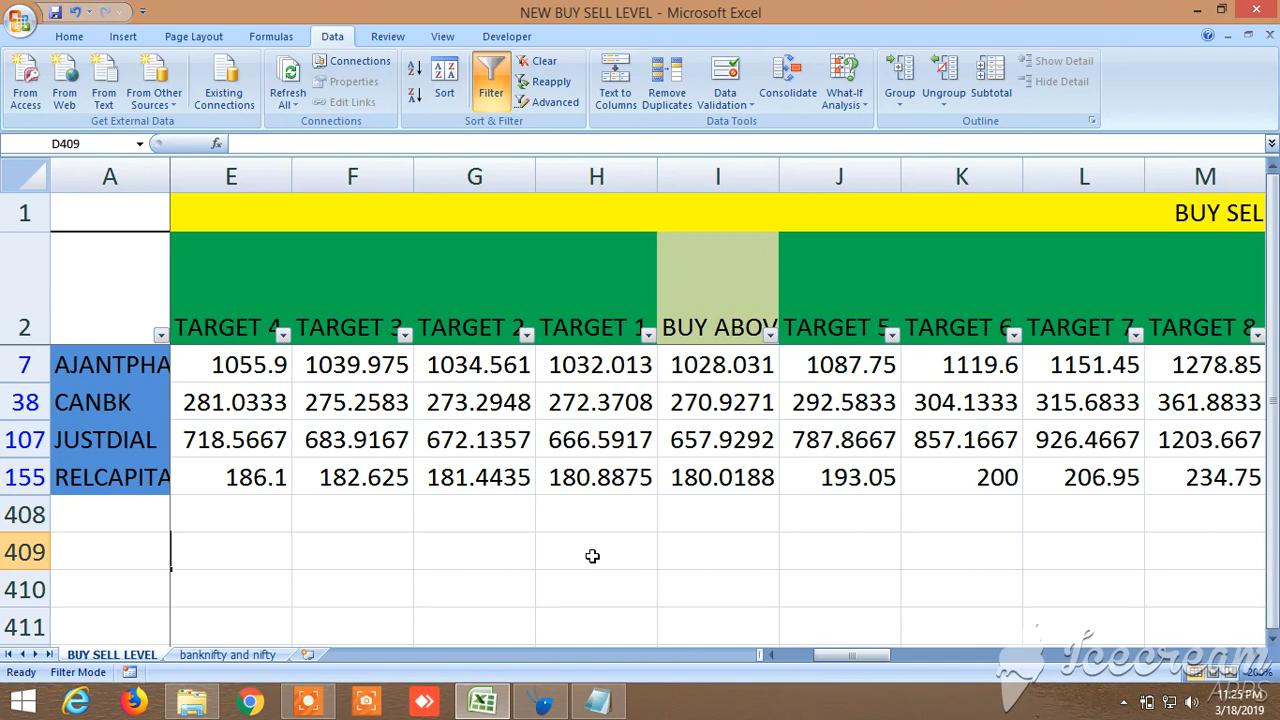 NEW BUY SELL LEVEL - Microsoft Excel
Home Insert Page Layout Formulas Data Review View Developer
From Access
From Web
From Text
From Other Sources
Existing Connections
Get External Data
Refresh All
Connections
Properties
Edit Links
Connections
Sort
Filter
Clear
Reapply
Advanced
Sort & Filter
Text to Columns
Remove Duplicates
Data Validation
Consolidate
What-If Analysis
Data Tools
Group
Ungroup
Subtotal
Show Detail
Hide Detail
Outline
D409 fx
A E F G H I J K L M
1 BUY SEL
2 TARGET 4 TARGET 3 TARGET 2 TARGET 1 BUY ABOV TARGET 5 TARGET 6 TARGET 7 TARGET 8
7 AJANTPHA 1055.9 1039.975 1034.561 1032.013 1028.031 1087.75 1119.6 1151.45 1278.85
38 CANBK 281.0333 275.2583 273.2948 272.3708 270.9271 292.5833 304.1333 315.6833 361.8833
107 JUSTDIAL 718.5667 683.9167 672.1357 666.5917 657.9292 787.8667 857.1667 926.4667 1203.667
155 RELCAPITA 186.1 182.625 181.4435 180.8875 180.0188 193.05 200 206.95 234.75
408
409
410
411
BUY SELL LEVEL banknifty and nifty
Ready Filter Mode 200%
Icecream
APPS
11:25 PM
3/18/2019